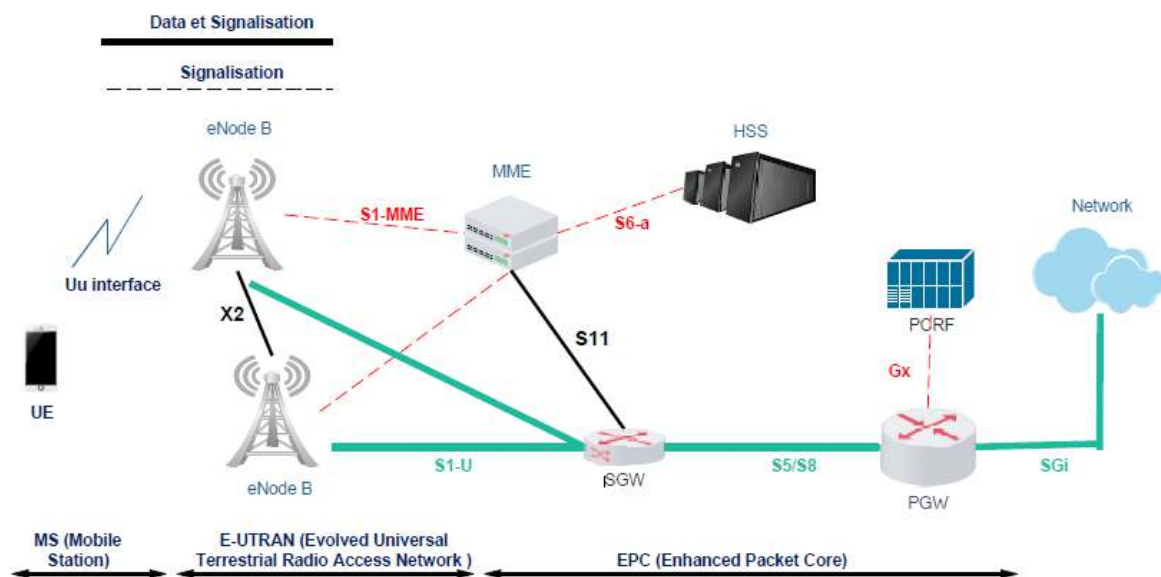 Data et Signalisation
Signalisation
eNode B
HSS
MME
Network
S1-MME
S6-a
Uu interface
X2
PCRF
S11
Gx
UE
S1-U
S5/S8
SGi
SGW
eNode B
PGW
MS (Mobile
Station)
E-UTRAN (Evolved Universal
Terrestrial Radio Access Network )
EPC (Enhanced Packet Core)